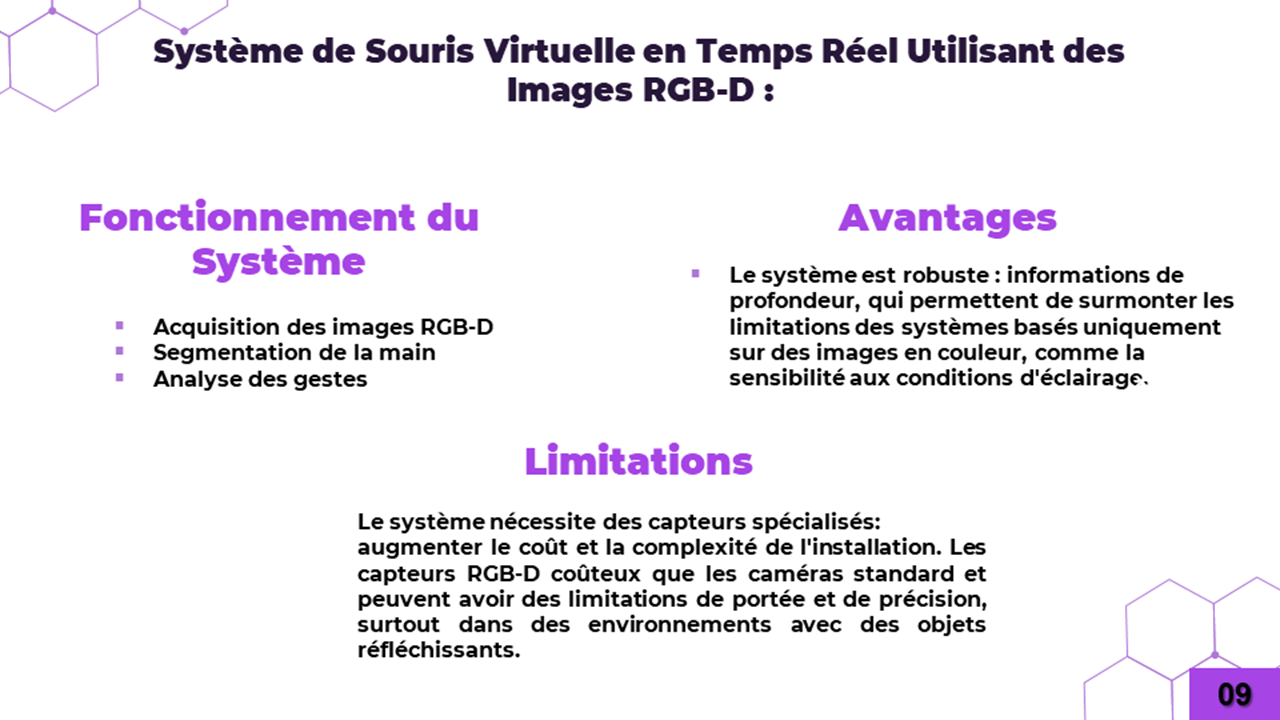 Système de Souris Virtuelle en Temps Réel Utilisant des
Images RGB-D :
Fonctionnement du
Système
Acquisition des images RGB-D
Segmentation de la main
Analyse des gestes
Avantages
Le système est robuste : informations de
profondeur, qui permettent de surmonter les
limitations des systèmes basés uniquement
sur des images en couleur, comme la
sensibilité aux conditions d'éclairage.
Limitations
Le système nécessite des capteurs spécialisés:
augmenter le coût et la complexité de l'installation. Les
capteurs RGB-D coûteux que les caméras standard et
peuvent avoir des limitations de portée et de précision,
surtout dans des environnements avec des objets
réfléchissants.
09